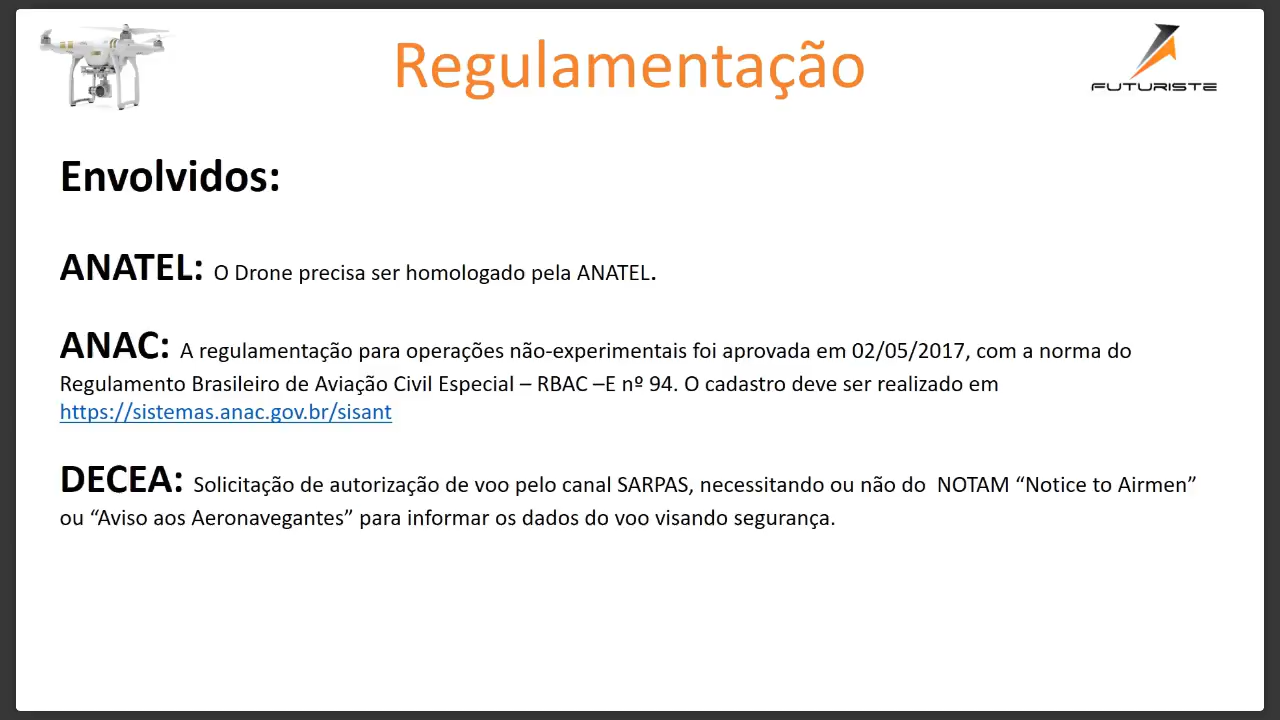 Regulamentação
FUTURISTE
Envolvidos:
ANATEL: O Drone precisa ser homologado pela ANATEL.
ANAC: A regulamentação para operações não-experimentais foi aprovada em 02/05/2017, com a norma do
Regulamento Brasileiro de Aviação Civil Especial – RBAC –E nº 94. O cadastro deve ser realizado em
https://sistemas.anac.gov.br/sisant
DECEA: Solicitação de autorização de voo pelo canal SARPAS, necessitando ou não do  NOTAM “Notice to Airmen”
ou “Aviso aos Aeronavegantes” para informar os dados do voo visando segurança.